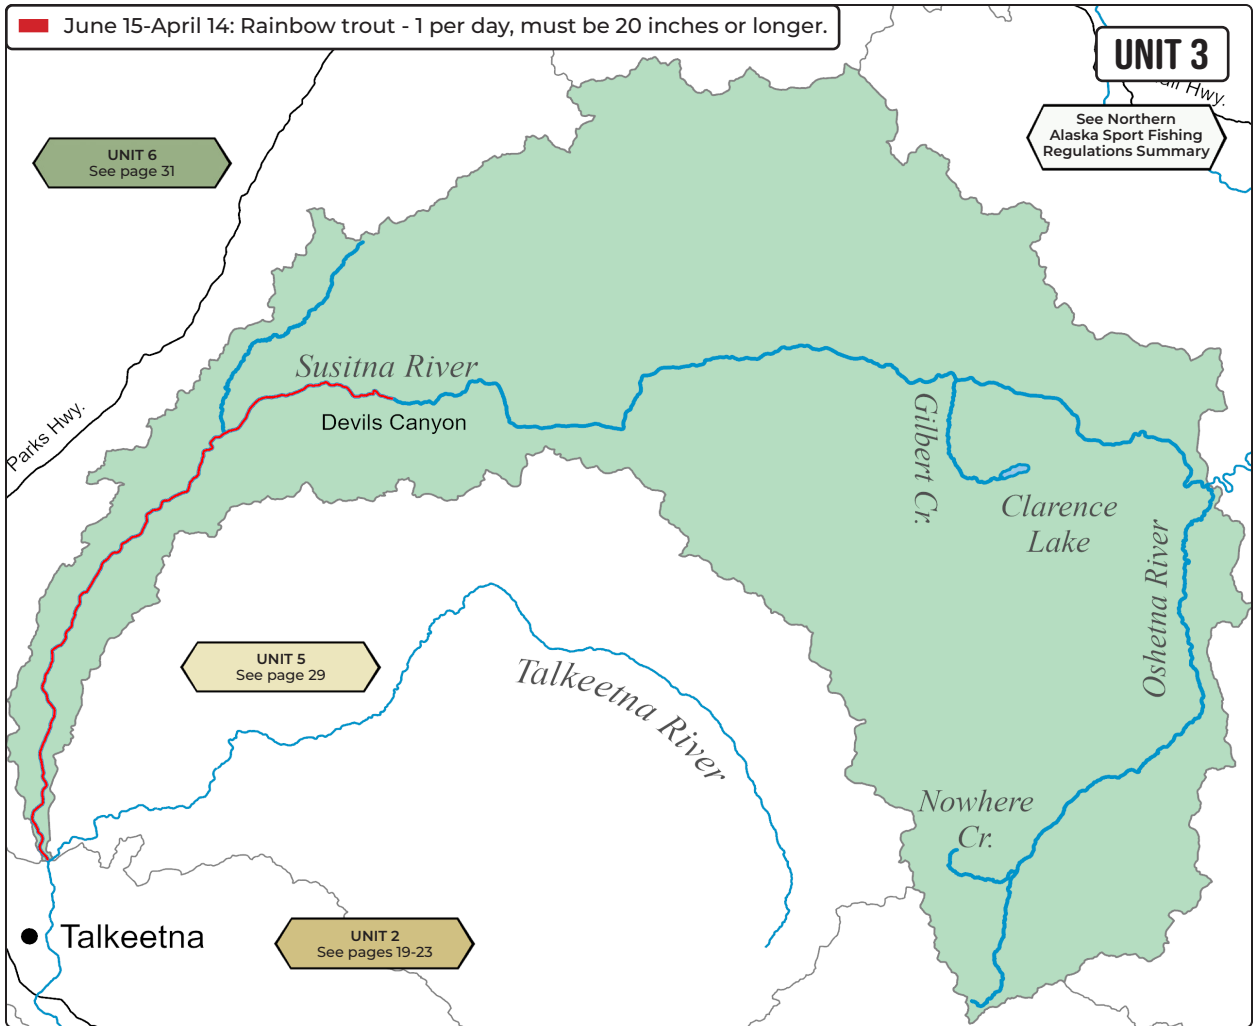 June 15-April 14: Rainbow trout - 1 per day, must be 20 inches or longer.
UNIT 3
Hwy.
See Northern
Alaska Sport Fishing
Regulations Summary
UNIT 6
See page 31
Parks Hwy.
Susitna River
Devils Canyon
Gilbert Cr.
Clarence
Lake
Oshetna River
UNIT 5
See page 29
Talkeetna River
Nowhere
Cr.
Talkeetna
UNIT 2
See pages 19-23